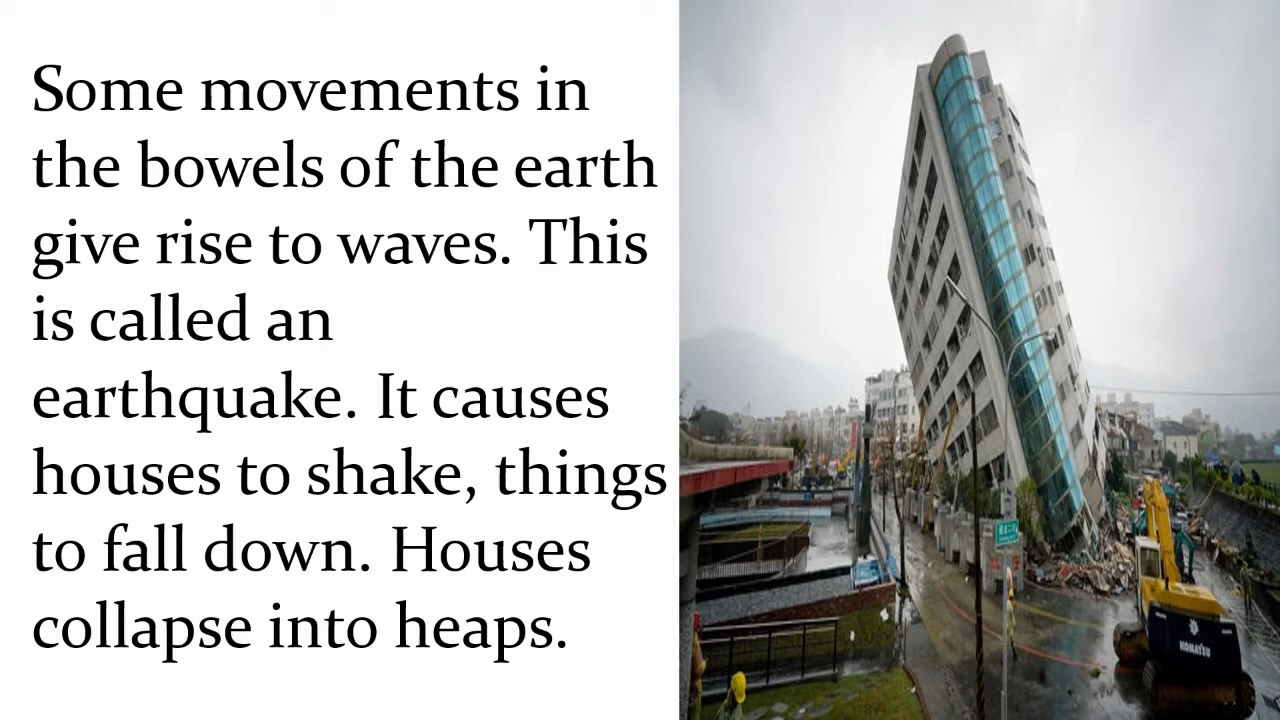 Some movements in
the bowels of the earth
give rise to waves. This
is called an
earthquake. It causes
houses to shake, things
to fall down. Houses
collapse into heaps.
KOMATSU